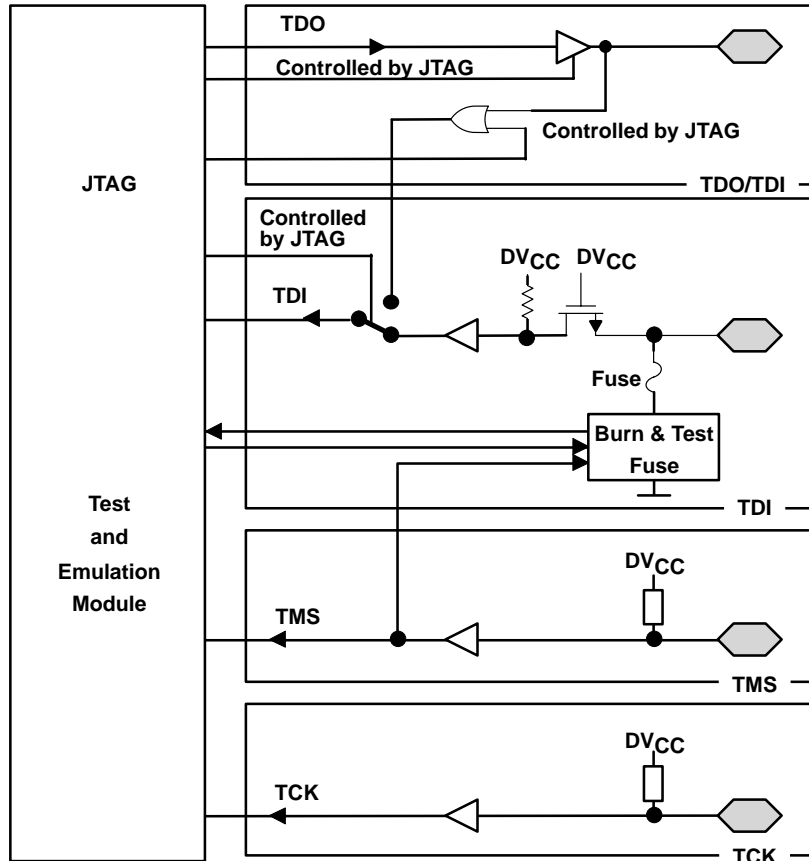 TDO
Controlled by JTAG
Controlled by JTAG
JTAG
TDO/TDI
Controlled
by JTAG
DVCC
DVCC
TDI
Fuse
Burn & Test
Fuse
TDI
Test
and
Emulation
Module
DVCC
TMS
TMS
DVCC
TCK
TCK